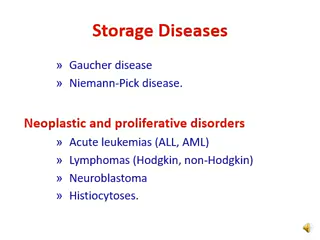 Storage Diseases
» Gaucher disease
» Niemann-Pick disease.
Neoplastic and proliferative disorders
» Acute leukemias (ALL, AML)
» Lymphomas (Hodgkin, non-Hodgkin)
» Neuroblastoma
» Histiocytoses.